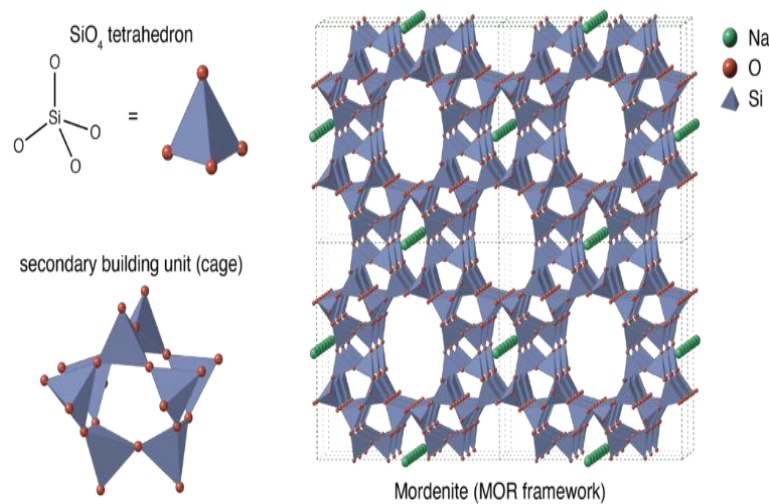 SiO4 tetrahedron
O
Si
O
O
O
=
secondary building unit (cage)
Na
O
Si
Mordenite (MOR framework)